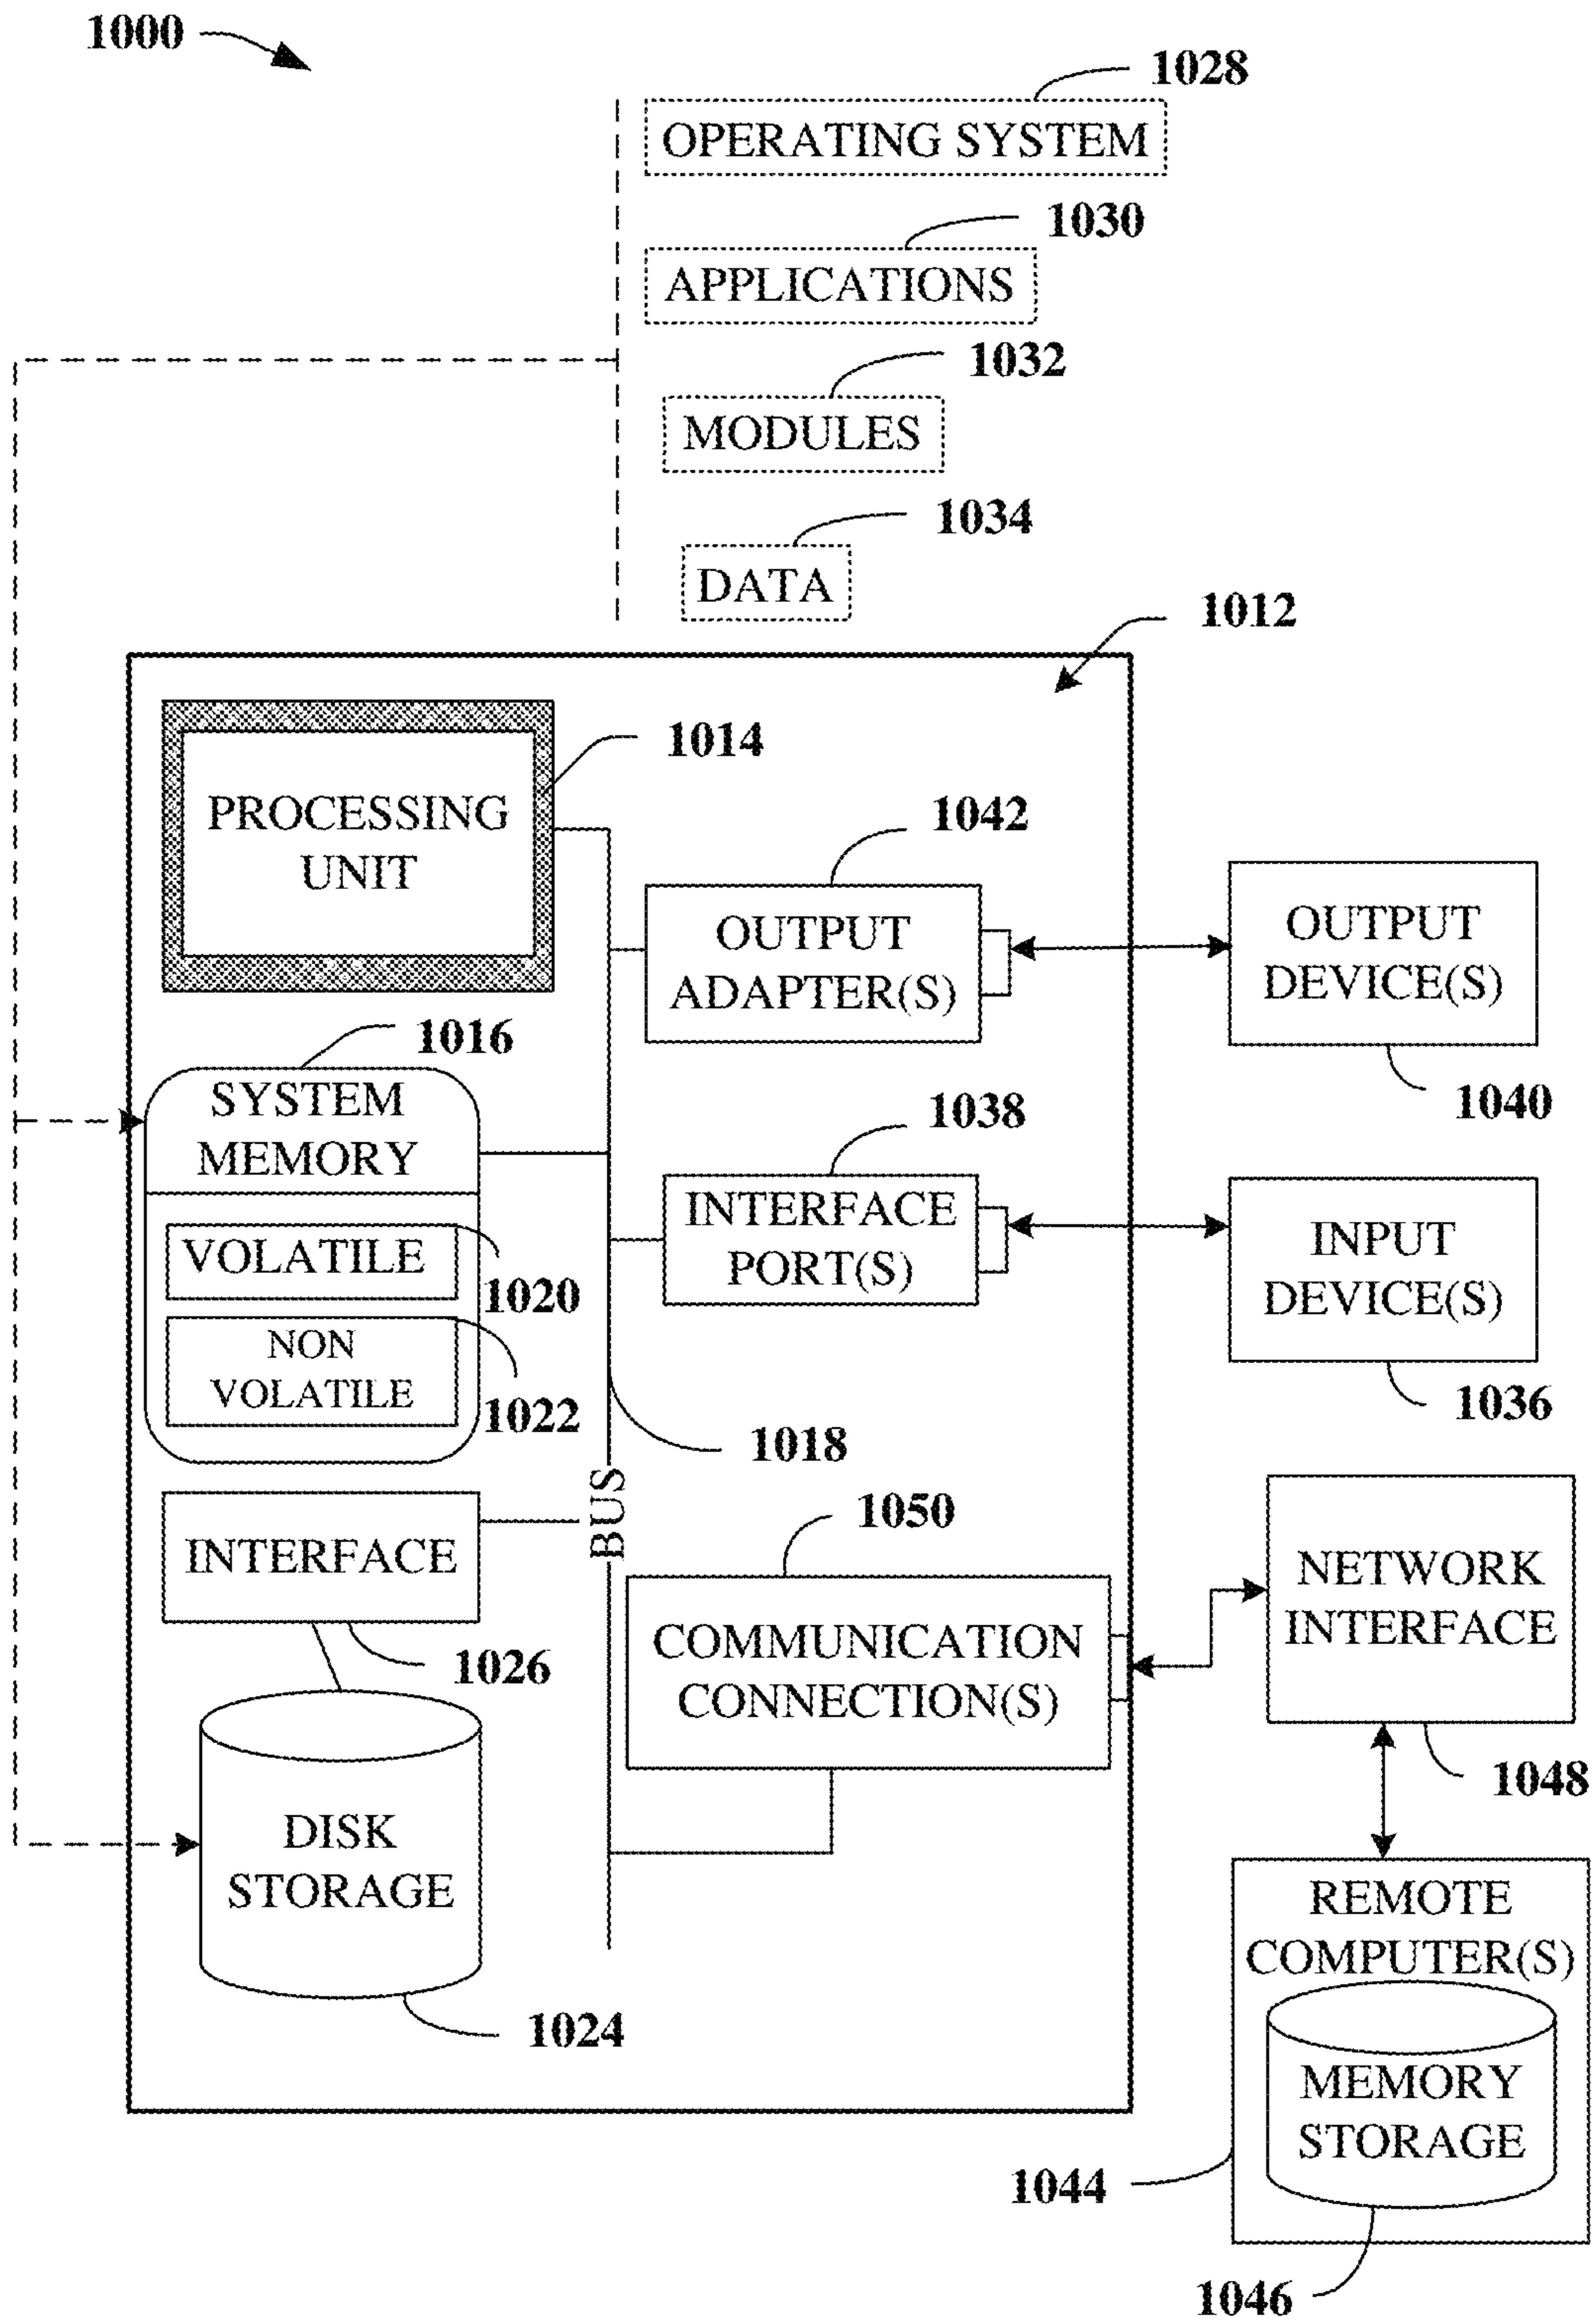 1000
1028
OPERATING SYSTEM
1030
APPLICATIONS
1032
MODULES
1034
DATA
1012
1014
PROCESSING
UNIT
1042
OUTPUT
ADAPTER(S)
OUTPUT
DEVICE(S)
1040
1016
SYSTEM
MEMORY
VOLATILE
1020
NON
VOLATILE
1022
1038
INTERFACE
PORT(S)
INPUT
DEVICE(S)
1036
1018
BUS
INTERFACE
1026
1050
COMMUNICATION
CONNECTION(S)
NETWORK
INTERFACE
1048
DISK
STORAGE
1024
REMOTE
COMPUTER(S)
MEMORY
STORAGE
1044
1046